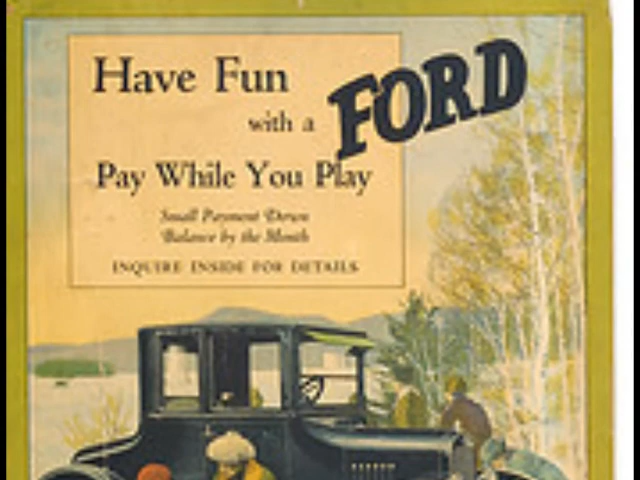 Have Fun
with a FORD
Pay While You Play
Small Payment Down
Balance by the Month
INQUIRE INSIDE FOR DETAILS